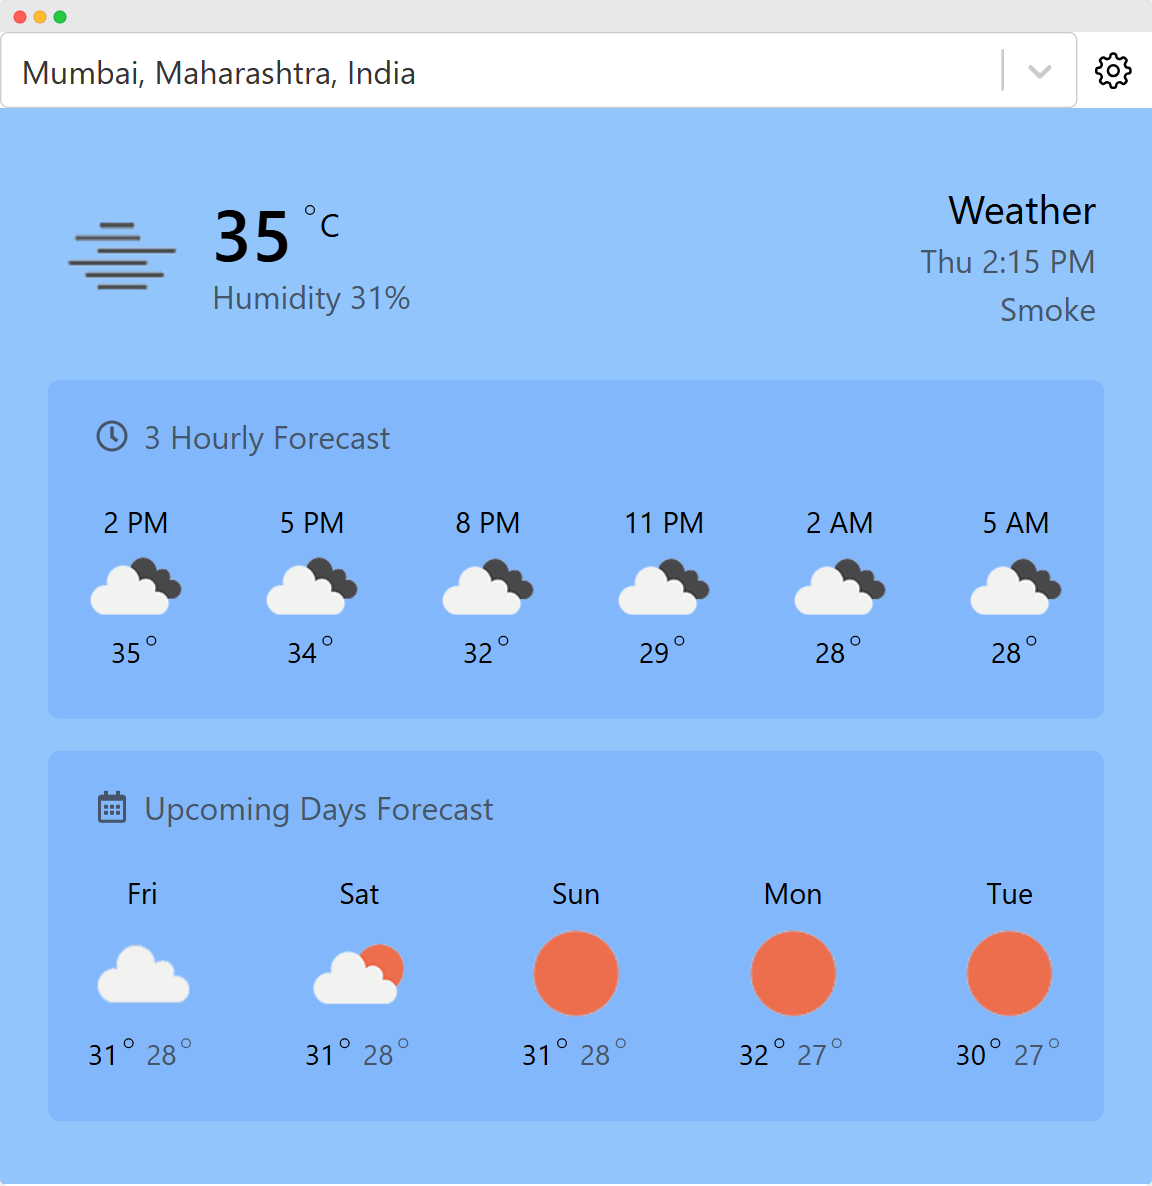 Mumbai, Maharashtra, India
35 °C
Humidity 31%
Weather
Thu 2:15 PM
Smoke
3 Hourly Forecast
2 PM 5 PM 8 PM 11 PM 2 AM 5 AM
35° 34° 32° 29° 28° 28°
Upcoming Days Forecast
Fri Sat Sun Mon Tue
31° 28° 31° 28° 31° 28° 32° 27° 30° 27°